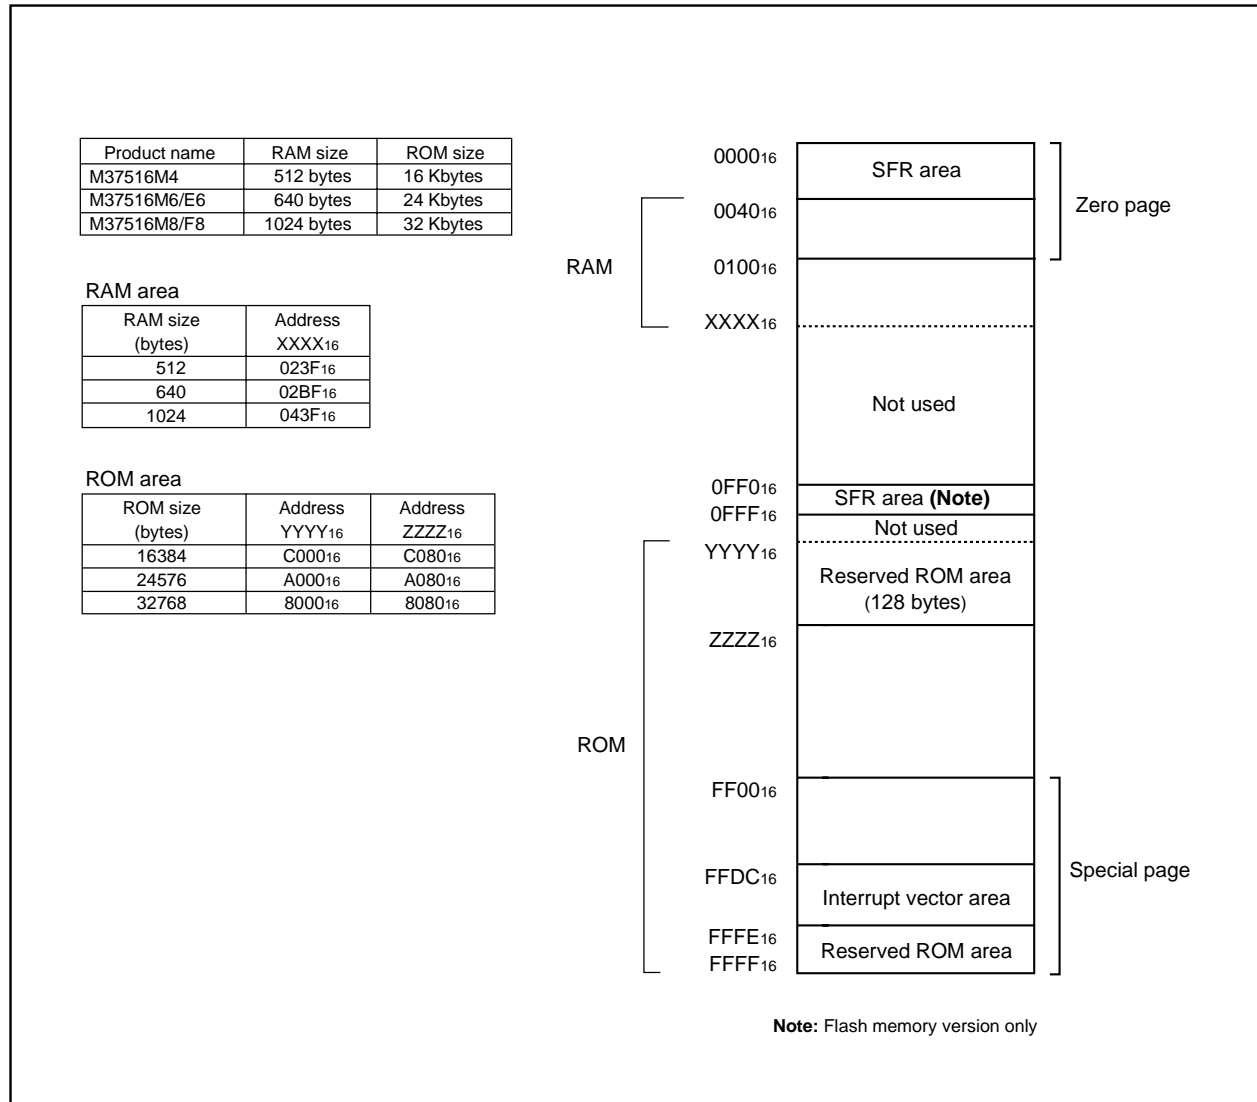 Product name RAM size ROM size
M37516M4 512 bytes 16 Kbytes
M37516M6/E6 640 bytes 24 Kbytes
M37516M8/F8 1024 bytes 32 Kbytes
RAM area
RAM size Address
(bytes) XXXX16
512 023F16
640 02BF16
1024 043F16
ROM area
ROM size Address Address
(bytes) YYYY16 ZZZZ16
16384 C00016 C08016
24576 A00016 A08016
32768 800016 808016
000016
SFR area
004016
Zero page
RAM
010016
XXXX16
Not used
0FF016
SFR area (Note)
0FFF16
Not used
YYYY16
Reserved ROM area
(128 bytes)
ZZZZ16
ROM
FF0016
FFDC16
Special page
Interrupt vector area
FFFE16
Reserved ROM area
FFFF16
Note: Flash memory version only